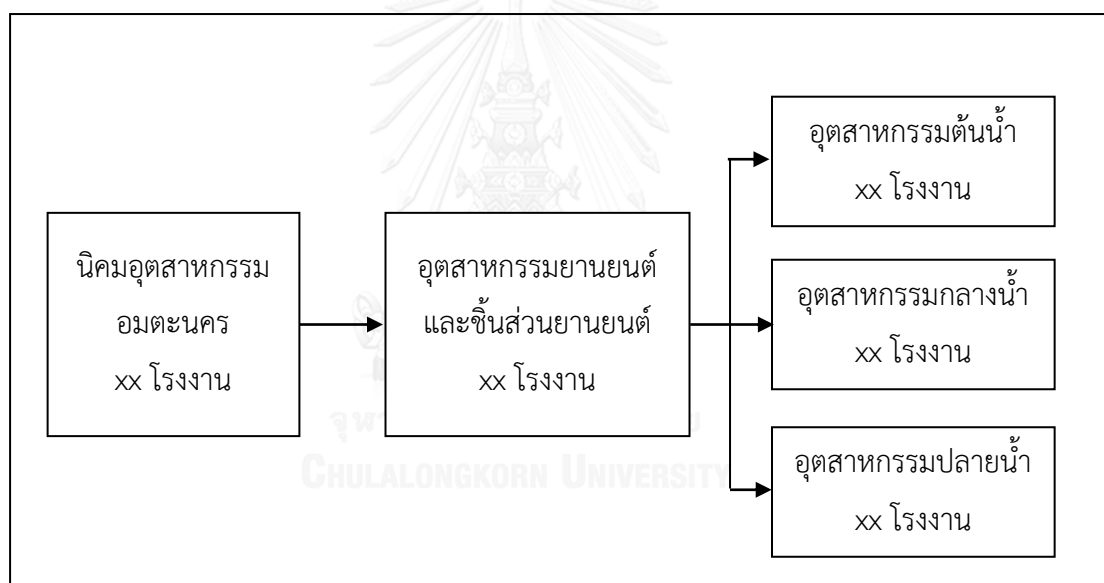 นิคมอุตสาหกรรม
อมตะนคร
xx โรงงาน
อุตสาหกรรมยานยนต์
และชิ้นส่วนยานยนต์
xx โรงงาน
อุตสาหกรรมต้นน้ำ
xx โรงงาน
อุตสาหกรรมกลางน้ำ
xx โรงงาน
อุตสาหกรรมปลายน้ำ
xx โรงงาน
CHULALONGKORN UNIVERSITY